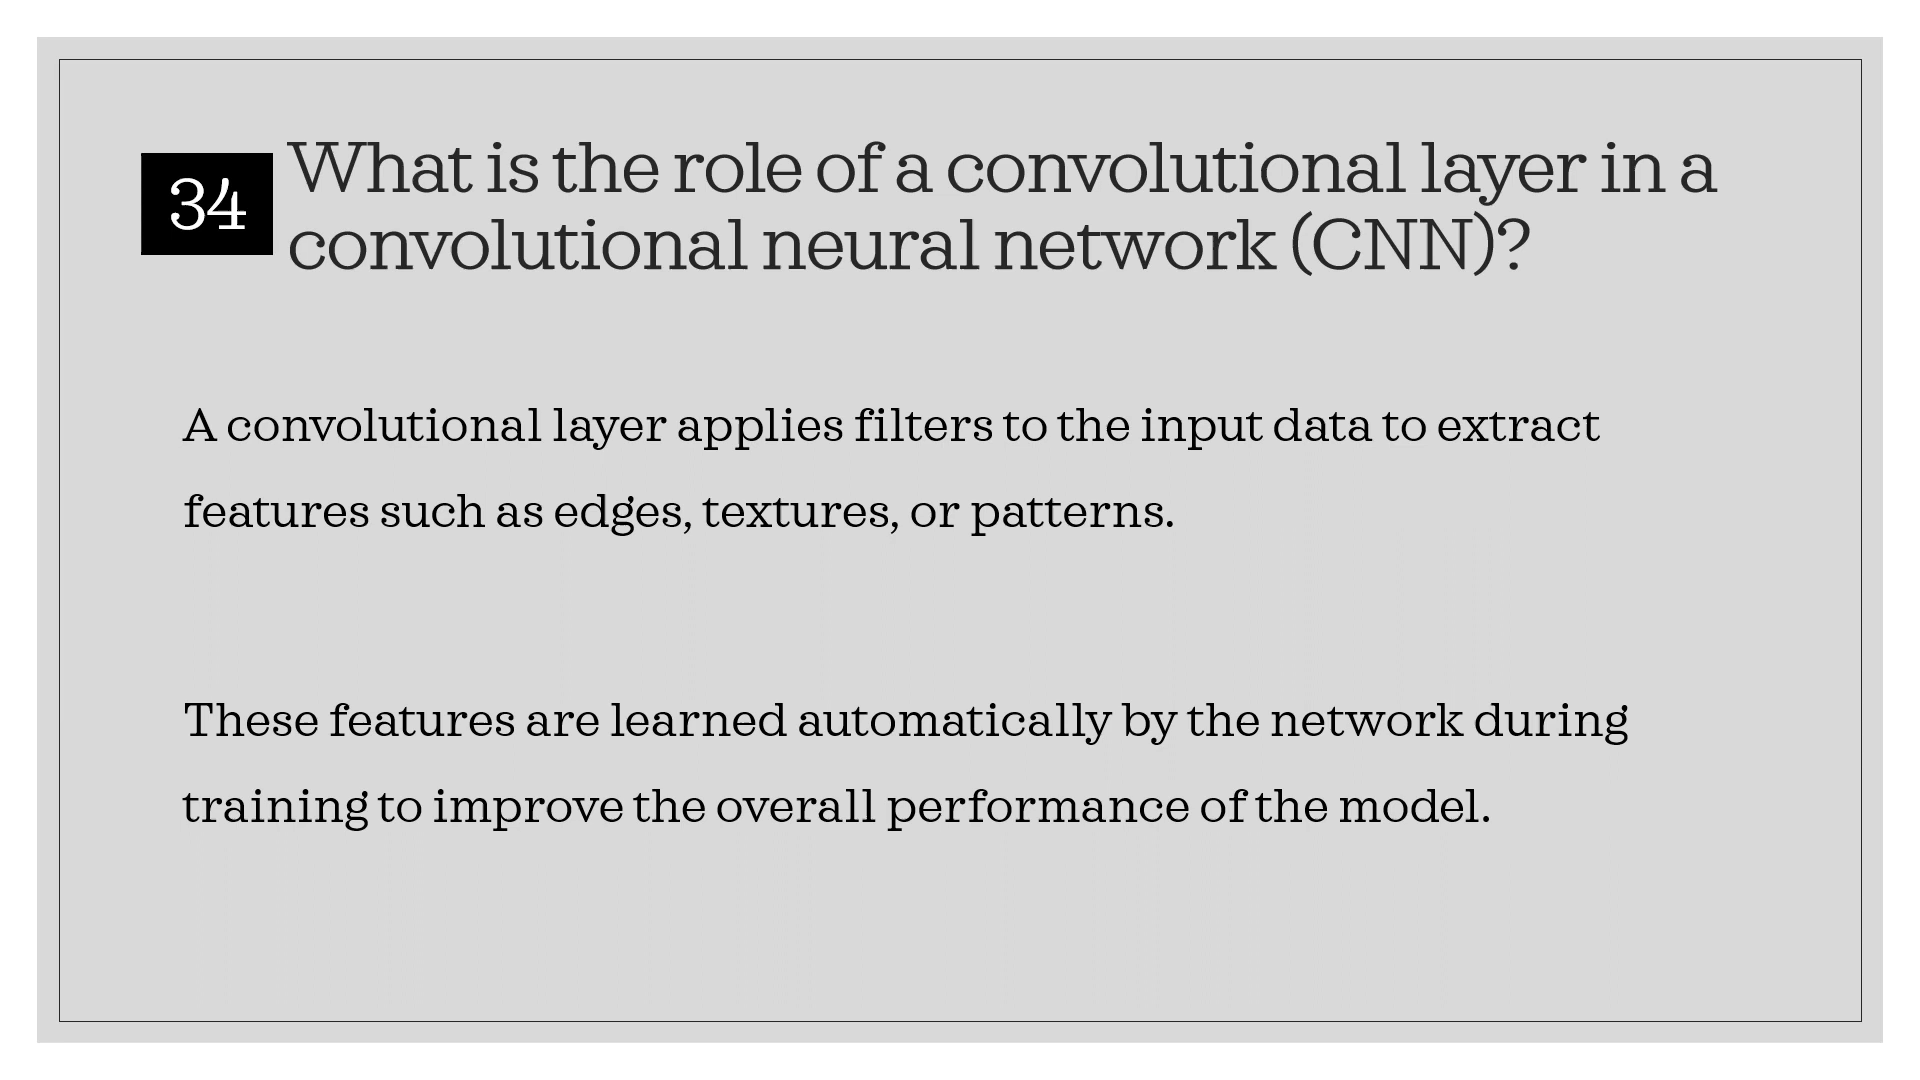 34
What is the role of a convolutional layer in a
convolutional neural network (CNN)?
A convolutional layer applies filters to the input data to extract
features such as edges, textures, or patterns.
These features are learned automatically by the network during
training to improve the overall performance of the model.